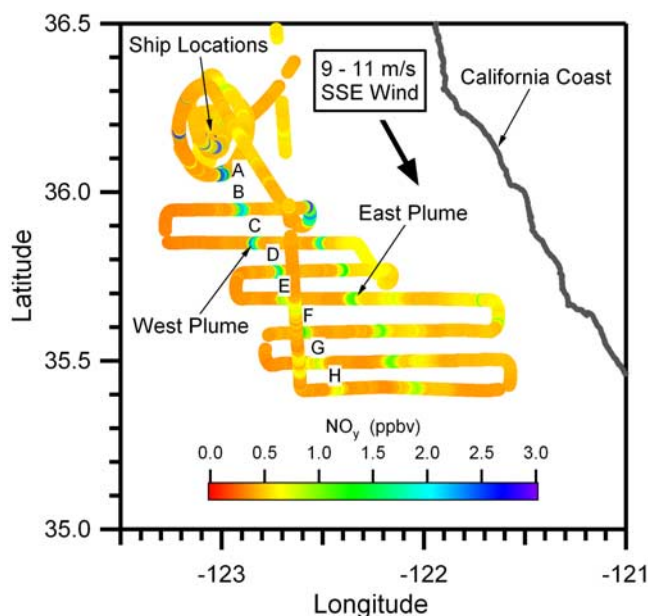 36.5
36.0
35.5
35.0
Latitude
Ship Locations
9 - 11 m/s
SSE Wind
California Coast
A
B
C
D
East Plume
E
West Plume
F
G
H
NOy (ppbv)
0.0 0.5 1.0 1.5 2.0 2.5 3.0
-123 -122 -121
Longitude